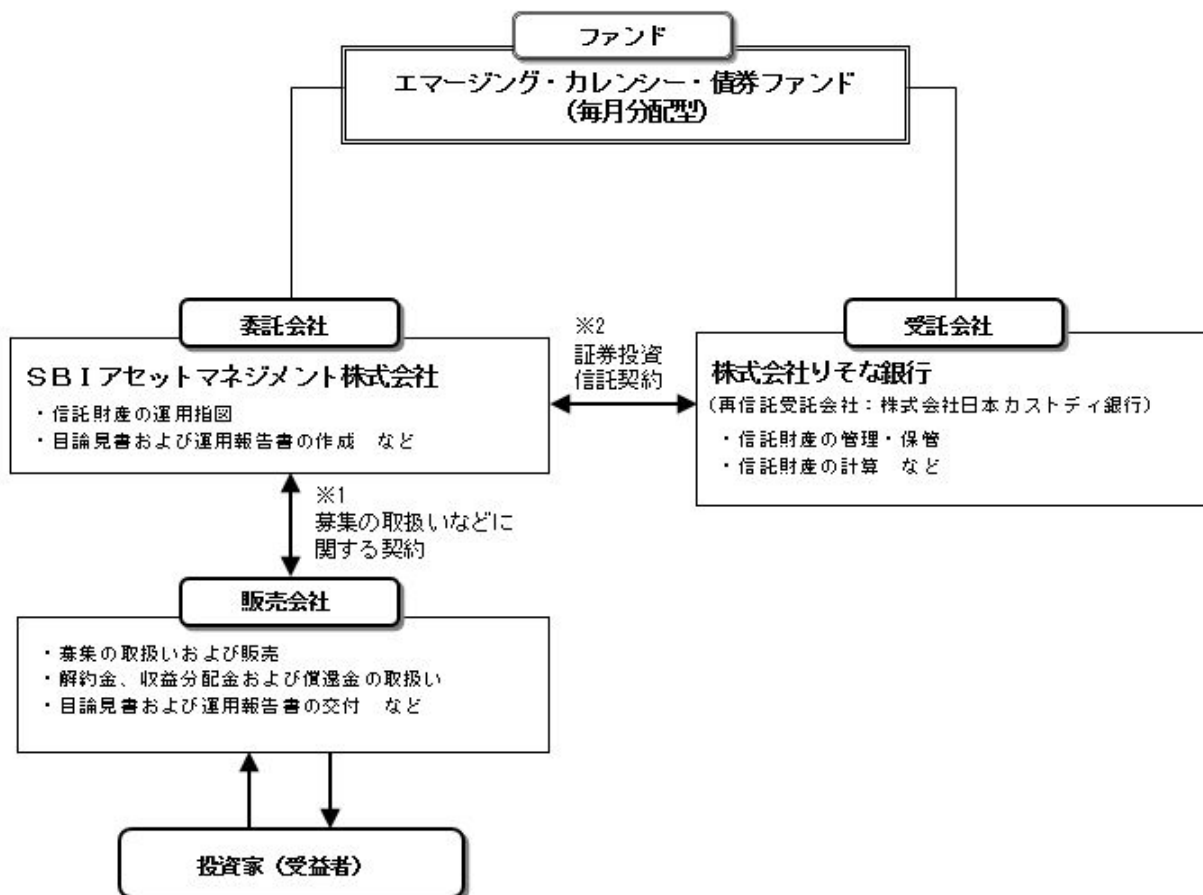 ファンド
エマージング・カレンシー・債券ファンド
(毎月分配型)
委託会社
SBIアセットマネジメント株式会社
・信託財産の運用指図
・目論見書および運用報告書の作成　など
※2
証券投資
信託契約
受託会社
株式会社りそな銀行
(再信託受託会社:株式会社日本カストディ銀行)
・信託財産の管理・保管
・信託財産の計算　など
※1
募集の取扱いなどに
関する契約
販売会社
・募集の取扱いおよび販売
・解約金、収益分配金および償還金の取扱い
・目論見書および運用報告書の交付　など
投資家(受益者)